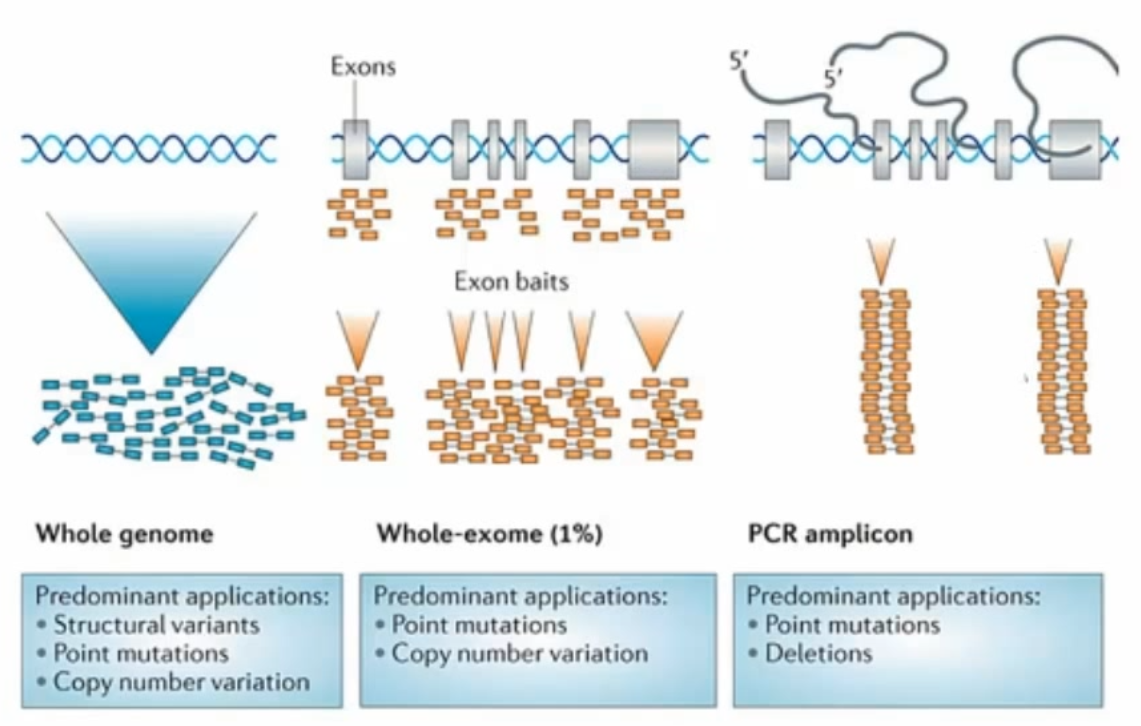 Exons
5'
5'
Exon baits
Whole genome
Predominant applications:
• Structural variants
• Point mutations
• Copy number variation
Whole-exome (1%)
Predominant applications:
• Point mutations
• Copy number variation
PCR amplicon
Predominant applications:
• Point mutations
• Deletions